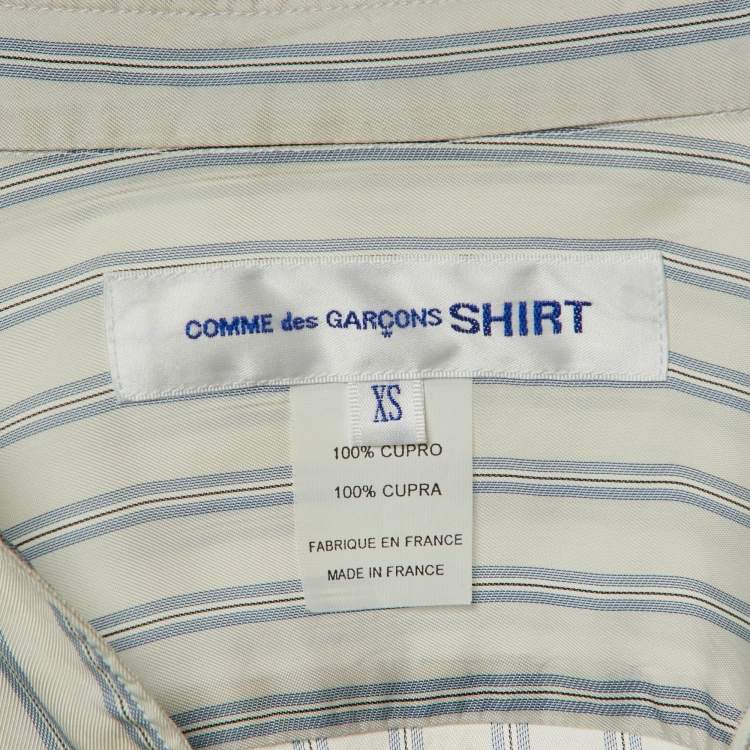 COMME des GARÇONS SHIRT
XS
100% CUPRO
100% CUPRA
FABRIQUE EN FRANCE
MADE IN FRANCE